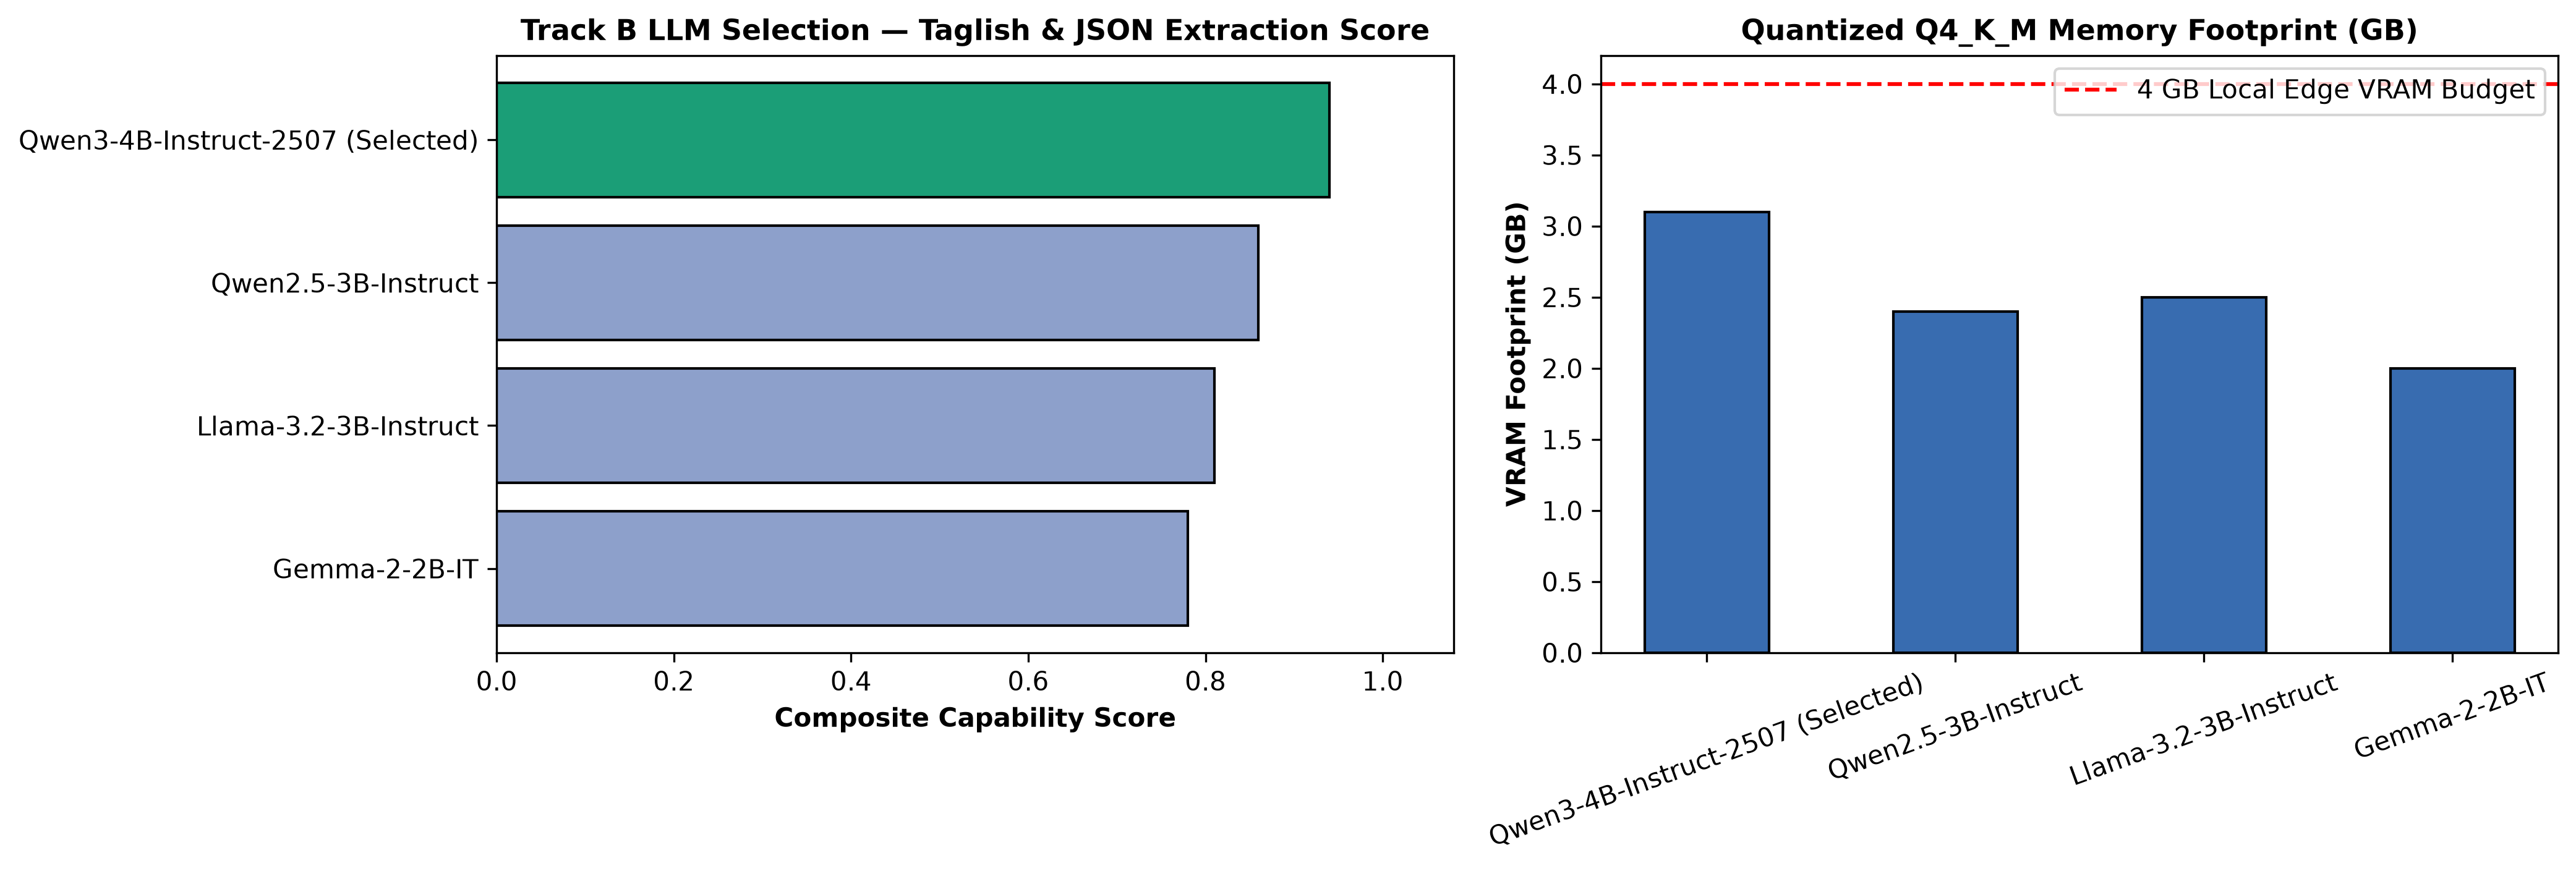 Track B LLM Selection — Taglish & JSON Extraction Score
Qwen3-4B-Instruct-2507 (Selected)
Qwen2.5-3B-Instruct
Llama-3.2-3B-Instruct
Gemma-2-2B-IT
0.0 0.2 0.4 0.6 0.8 1.0
Composite Capability Score
Quantized Q4_K_M Memory Footprint (GB)
4 GB Local Edge VRAM Budget
VRAM Footprint (GB)
4.0
3.5
3.0
2.5
2.0
1.5
1.0
0.5
0.0
Qwen3-4B-Instruct-2507 (Selected)
Qwen2.5-3B-Instruct
Llama-3.2-3B-Instruct
Gemma-2-2B-IT